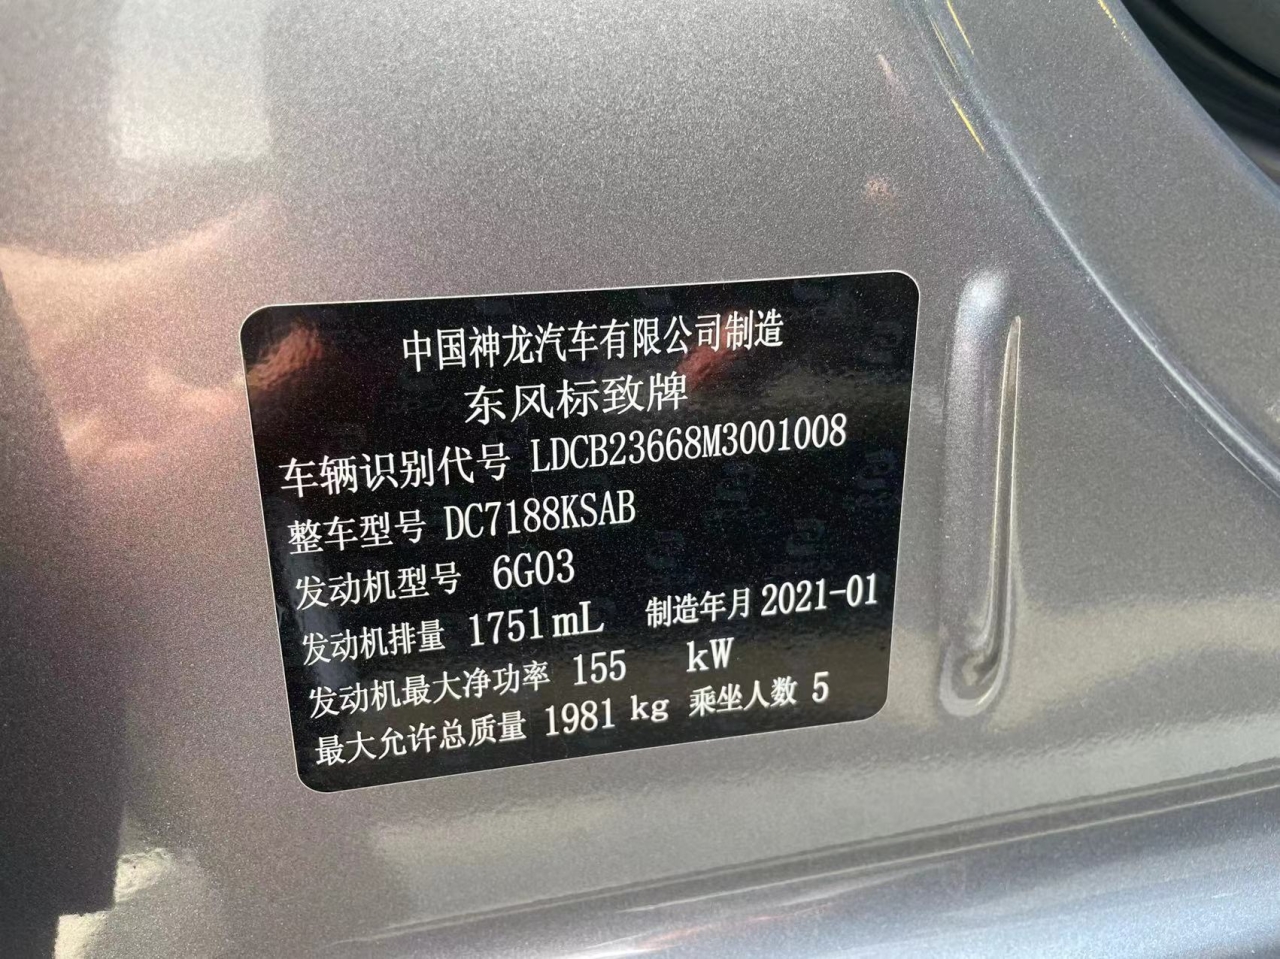 中国神龙汽车有限公司制造
东风标致牌
车辆识别代号 LDCB23668M3001008
整车型号 DC7188KSAB
发动机型号 6G03
发动机排量 1751mL 制造年月 2021-01
发动机最大净功率 155 kW
最大允许总质量 1981 kg 乘坐人数 5